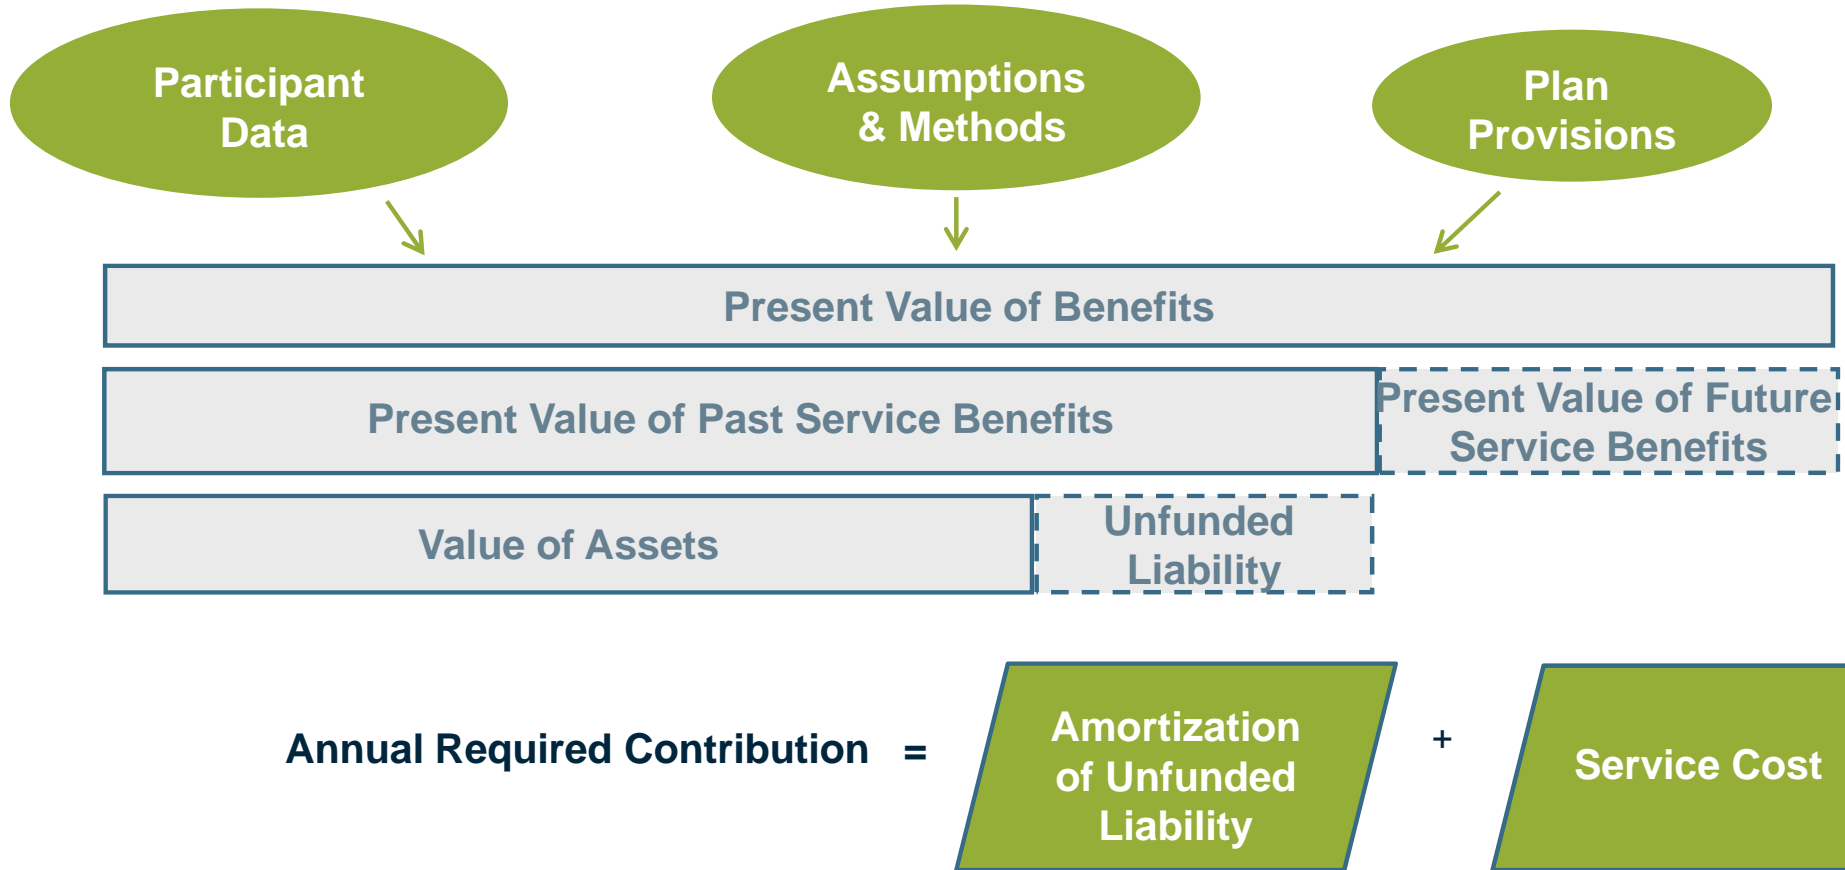 Participant
Data
Assumptions
& Methods
Plan
Provisions
Present Value of Benefits
Present Value of Past Service Benefits
Present Value of Future
Service Benefits
Value of Assets
Unfunded
Liability
Annual Required Contribution =
Amortization
of Unfunded
Liability
+
Service Cost